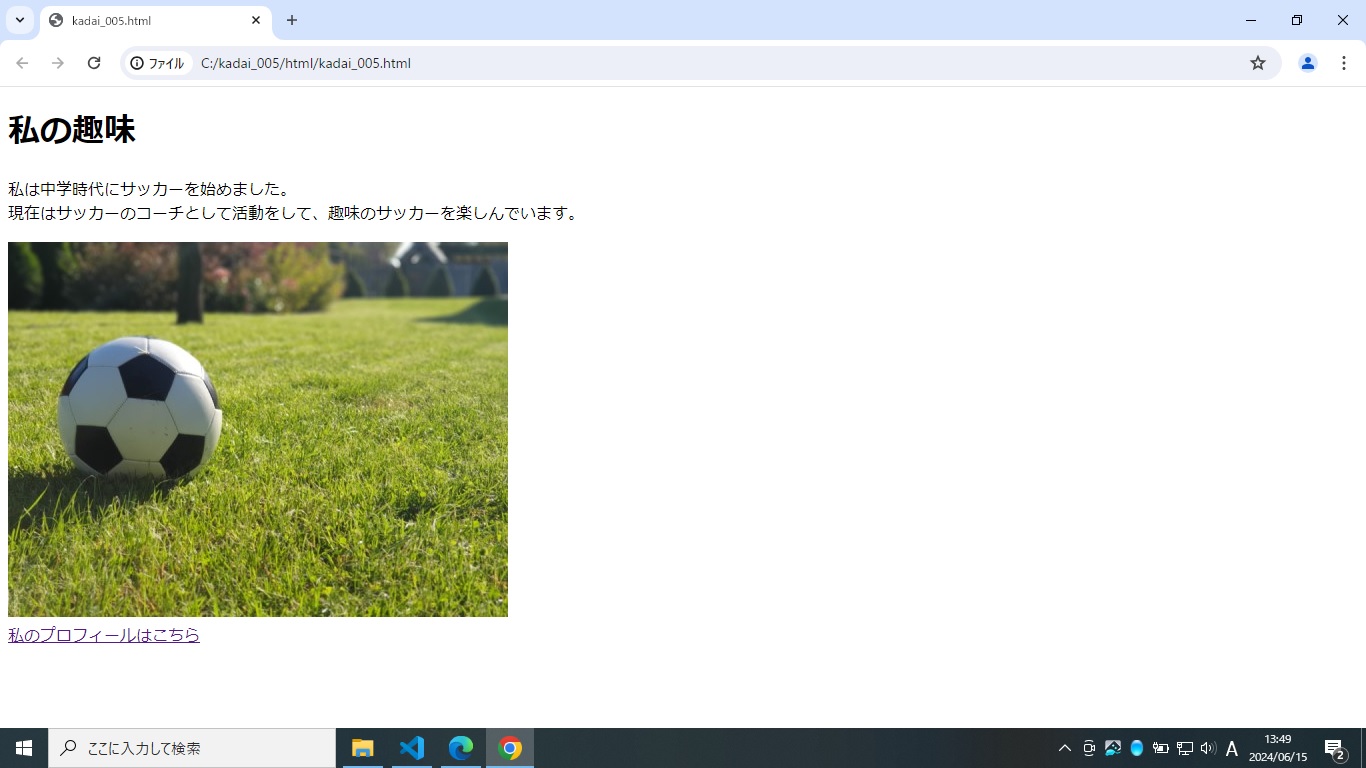 kadai_005.html
ファイル
C:/kadai_005/html/kadai_005.html
私の趣味
私は中学時代にサッカーを始めました。
現在はサッカーのコーチとして活動をして、趣味のサッカーを楽しんでいます。
私のプロフィールはこちら
ここに入力して検索
A
13:49
2024/06/15
2